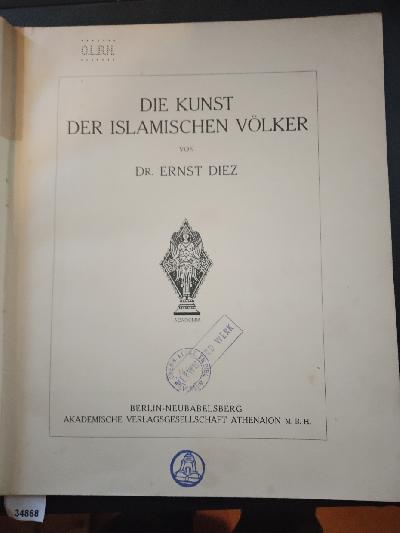 DIE KUNST
DER ISLAMISCHEN VÖLKER
VON
DR. ERNST DIEZ
BERLIN-NEUBABELSBERG
AKADEMISCHE VERLAGSGESELLSCHAFT ATHENAION M. B. H.
34868